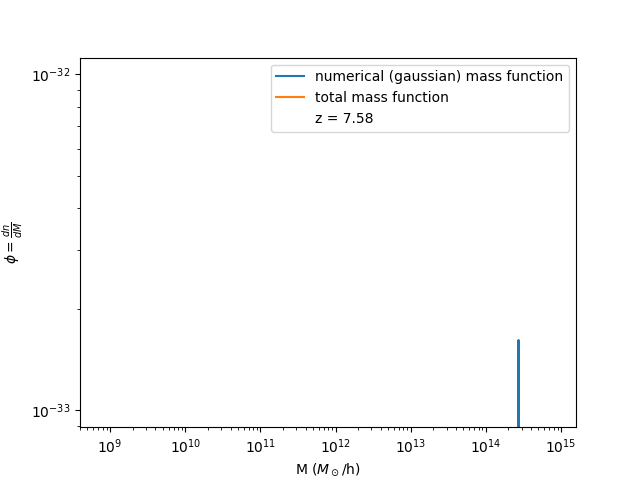 10⁻³²
10⁻³³
ϕ = dn/dM
numerical (gaussian) mass function
total mass function
z = 7.58
10⁹ 10¹⁰ 10¹¹ 10¹² 10¹³ 10¹⁴ 10¹⁵
M (M⊙/h)